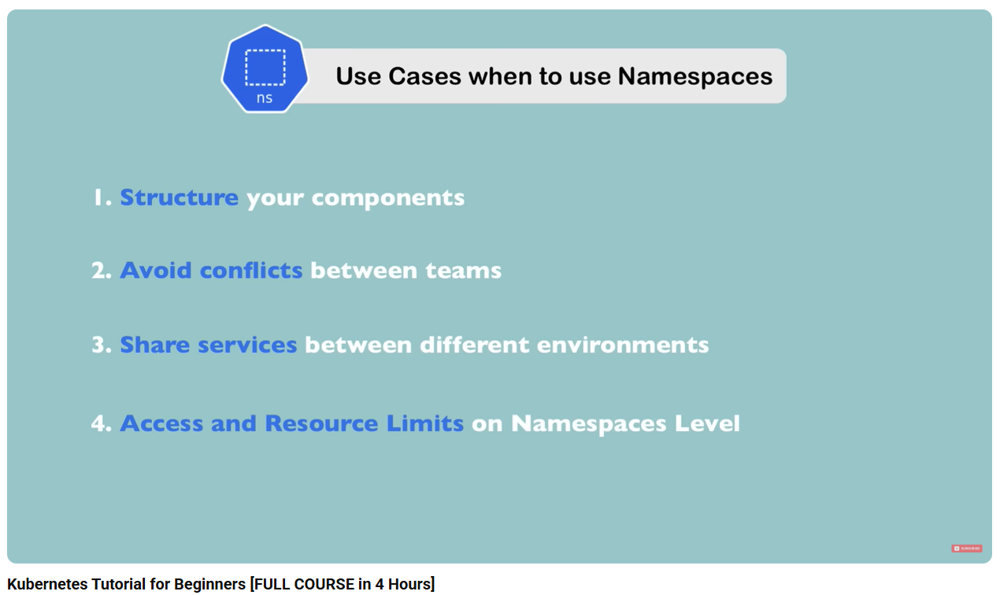 ns
Use Cases when to use Namespaces
1. Structure your components
2. Avoid conflicts between teams
3. Share services between different environments
4. Access and Resource Limits on Namespaces Level
SUBSCRIBE
Kubernetes Tutorial for Beginners [FULL COURSE in 4 Hours]